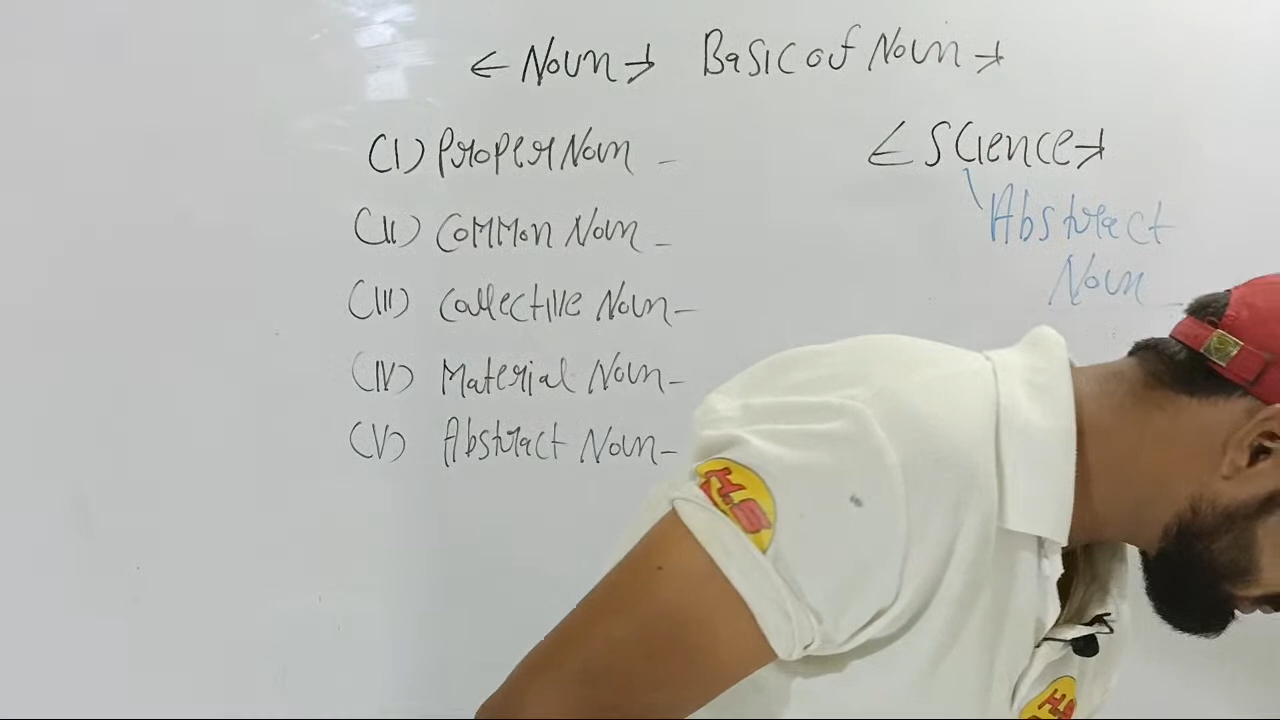 ← Noun → Basic of Noun →
(I) Proper Noun -
(II) Common Noun -
(III) Collective Noun -
(IV) Material Noun -
(V) Abstract Noun -
← Science →
Abstract
Noun
H.S
H.S